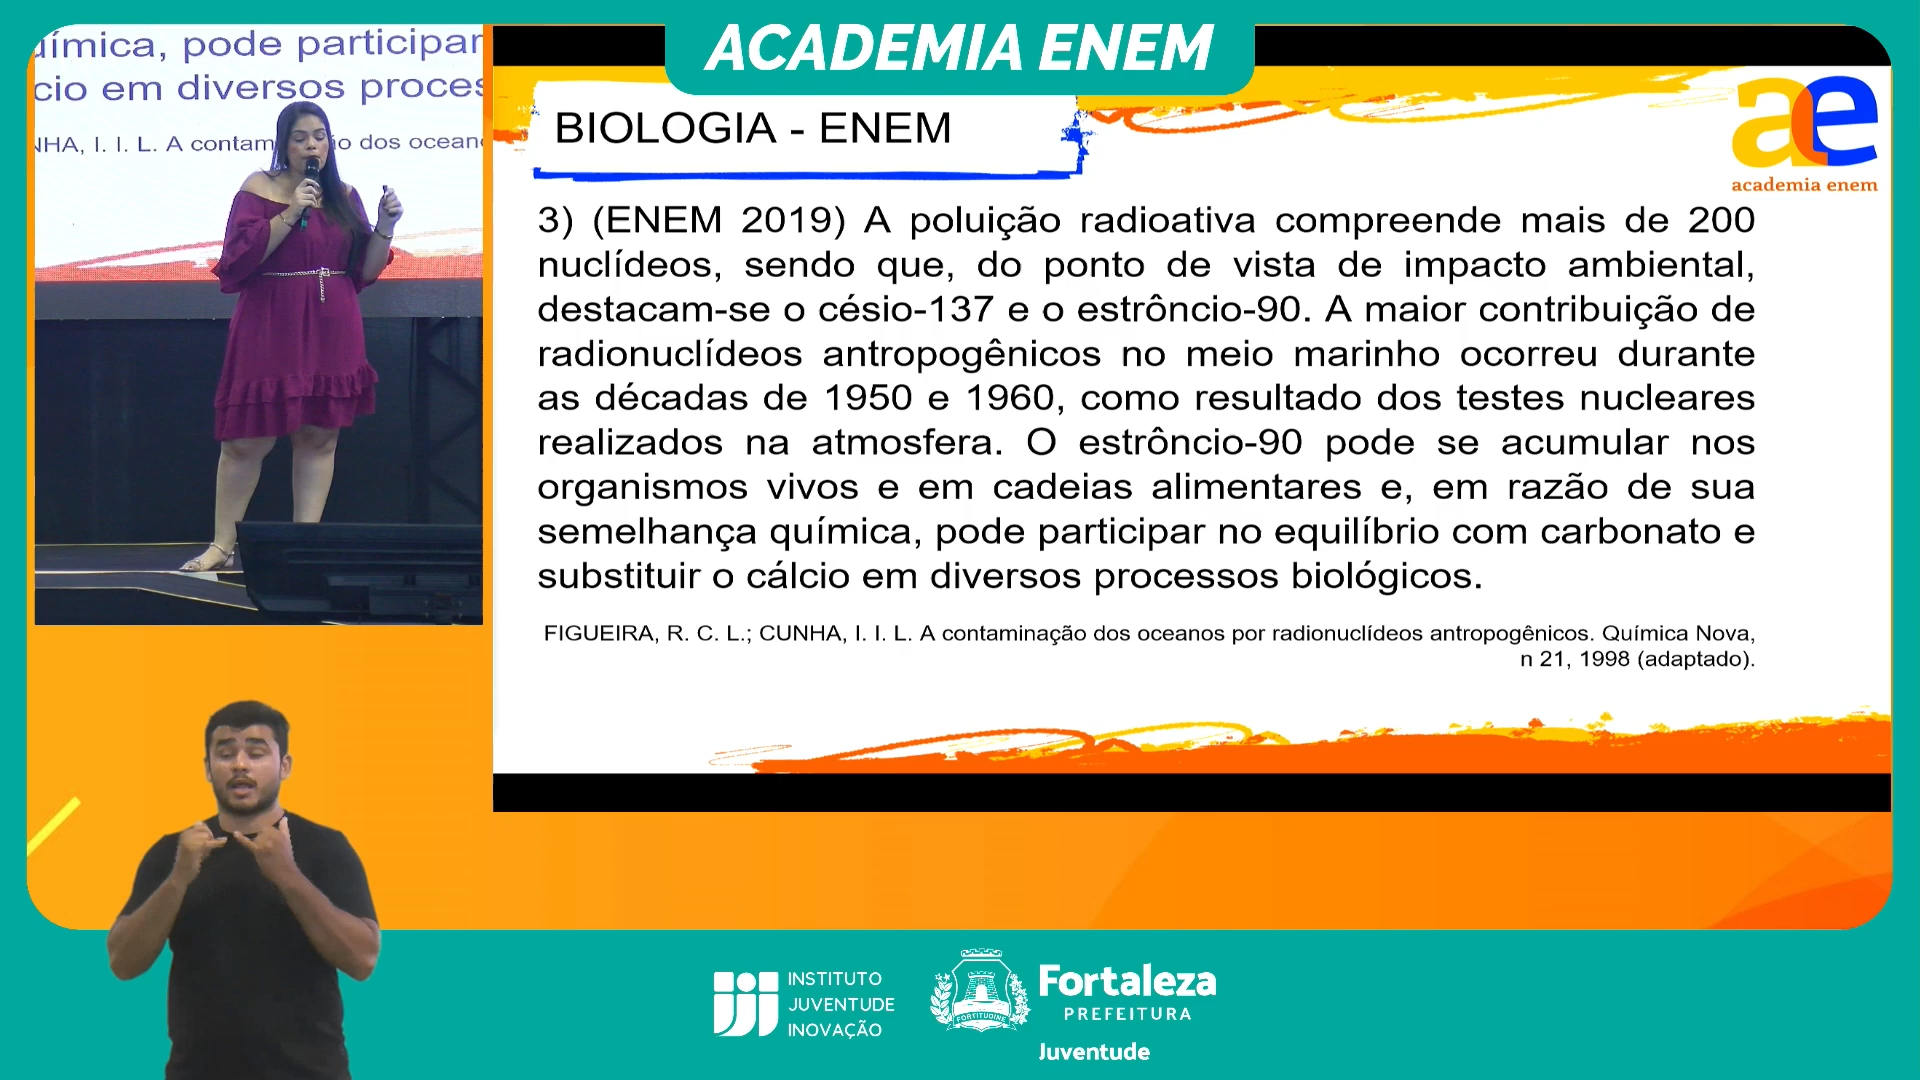 ACADEMIA ENEM
uímica, pode participar
cio em diversos proces
NHA, I. I. L. A contam
o dos ocean
BIOLOGIA - ENEM
ae
academia enem
3) (ENEM 2019) A poluição radioativa compreende mais de 200
nuclídeos, sendo que, do ponto de vista de impacto ambiental,
destacam-se o césio-137 e o estrôncio-90. A maior contribuição de
radionuclídeos antropogênicos no meio marinho ocorreu durante
as décadas de 1950 e 1960, como resultado dos testes nucleares
realizados na atmosfera. O estrôncio-90 pode se acumular nos
organismos vivos e em cadeias alimentares e, em razão de sua
semelhança química, pode participar no equilíbrio com carbonato e
substituir o cálcio em diversos processos biológicos.
FIGUEIRA, R. C. L.; CUNHA, I. I. L. A contaminação dos oceanos por radionuclídeos antropogênicos. Química Nova,
n 21, 1998 (adaptado).
INSTITUTO
JUVENTUDE
INOVAÇÃO
FORTITUDINE
Fortaleza
PREFEITURA
Juventude